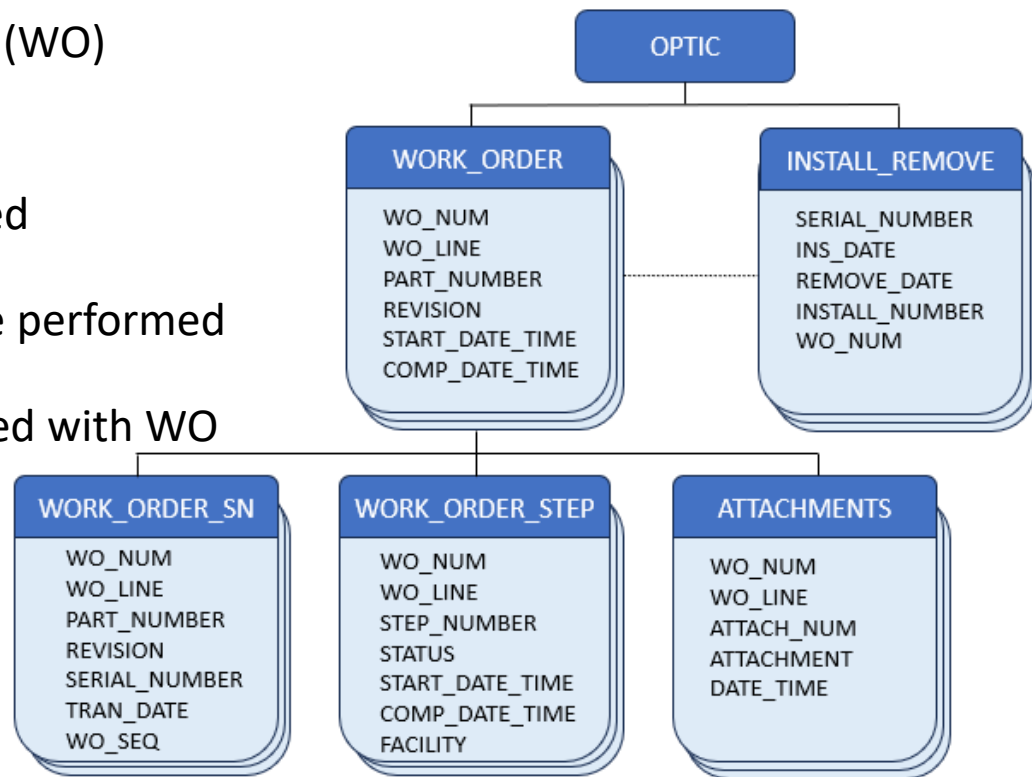 (WO)
ed
e performed
ed with WO
OPTIC
WORK_ORDER
WO_NUM
WO_LINE
PART_NUMBER
REVISION
START_DATE_TIME
COMP_DATE_TIME
INSTALL_REMOVE
SERIAL_NUMBER
INS_DATE
REMOVE_DATE
INSTALL_NUMBER
WO_NUM
WORK_ORDER_SN
WO_NUM
WO_LINE
PART_NUMBER
REVISION
SERIAL_NUMBER
TRAN_DATE
WO_SEQ
WORK_ORDER_STEP
WO_NUM
WO_LINE
STEP_NUMBER
STATUS
START_DATE_TIME
COMP_DATE_TIME
FACILITY
ATTACHMENTS
WO_NUM
WO_LINE
ATTACH_NUM
ATTACHMENT
DATE_TIME